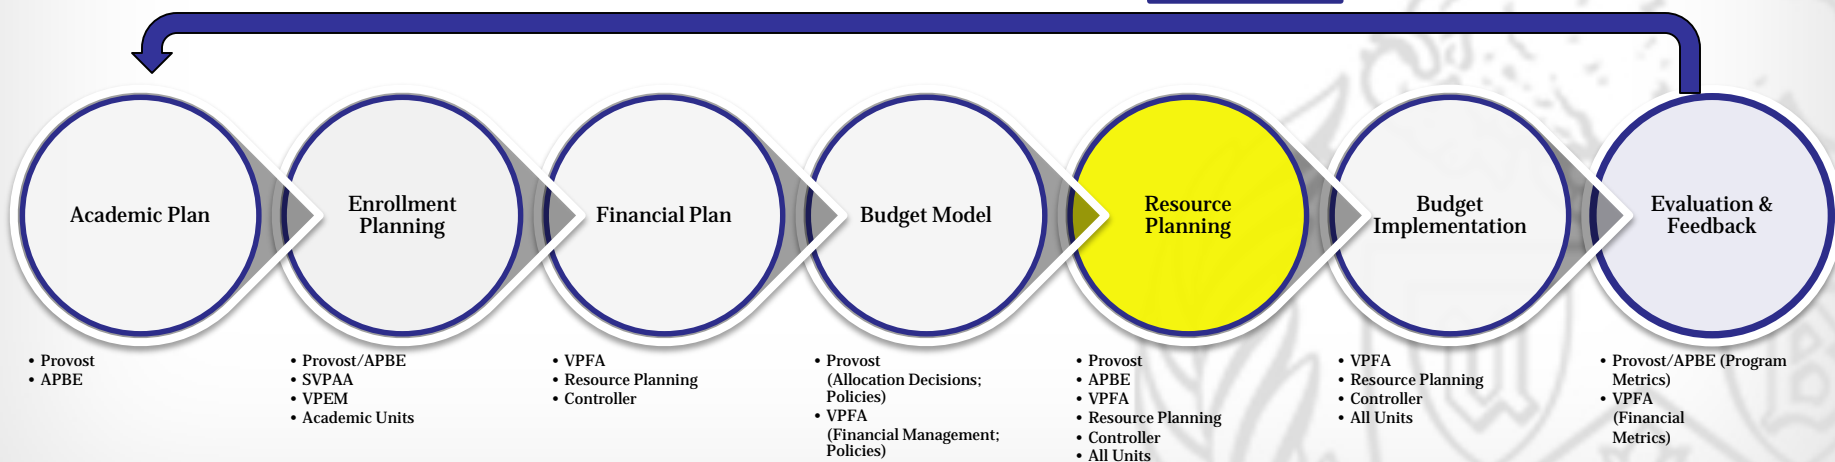 Academic Plan
Enrollment
Planning
Financial Plan
Budget Model
Resource
Planning
Budget
Implementation
Evaluation &
Feedback
• Provost
• APBE
• Provost/APBE
• SVPAA
• VPEM
• Academic Units
• VPFA
• Resource Planning
• Controller
• Provost
(Allocation Decisions;
Policies)
• VPFA
(Financial Management;
Policies)
• Provost
• APBE
• VPFA
• Resource Planning
• Controller
• All Units
• VPFA
• Resource Planning
• Controller
• All Units
• Provost/APBE (Program
Metrics)
• VPFA
(Financial
Metrics)